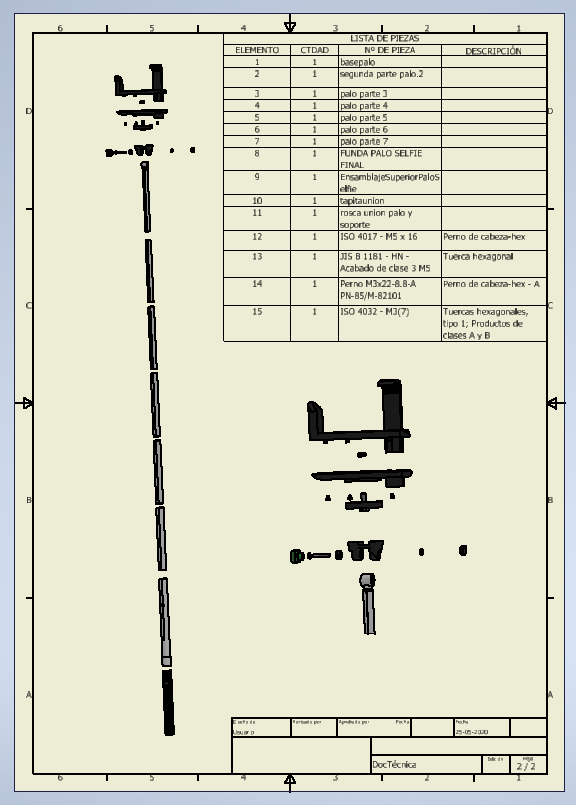 6 5 4 3 2 1
LISTA DE PIEZAS
ELEMENTO CTDAD Nº DE PIEZA DESCRIPCIÓN
1 1 basepalo
2 1 segunda parte palo.2
3 1 palo parte 3
4 1 palo parte 4
5 1 palo parte 5
6 1 palo parte 6
7 1 palo parte 7
8 1 FUNDA PALO SELFIE
FINAL
9 1 EnsamblajeSuperiorPaloS
elfie
10 1 tapitaunion
11 1 rosca union palo y
soporte
12 1 ISO 4017 - M5 x 16 Perno de cabeza-hex
13 1 JIS B 1181 - HN - Tuerca hexagonal
Acabado de clase 3 M5
14 1 Perno M3x22-8.8-A Perno de cabeza-hex - A
PN-85/M-82101
15 1 ISO 4032 - M3(7) Tuercas hexagonales,
tipo 1; Productos de
clases A y B
D D
C C
B B
A A
Diseño de Revisado por Aprobado por Fecha Fecha
Usuario 25-05-2020
DocTécnica Edición Hoja
2 / 2
6 5 4 3 2 1